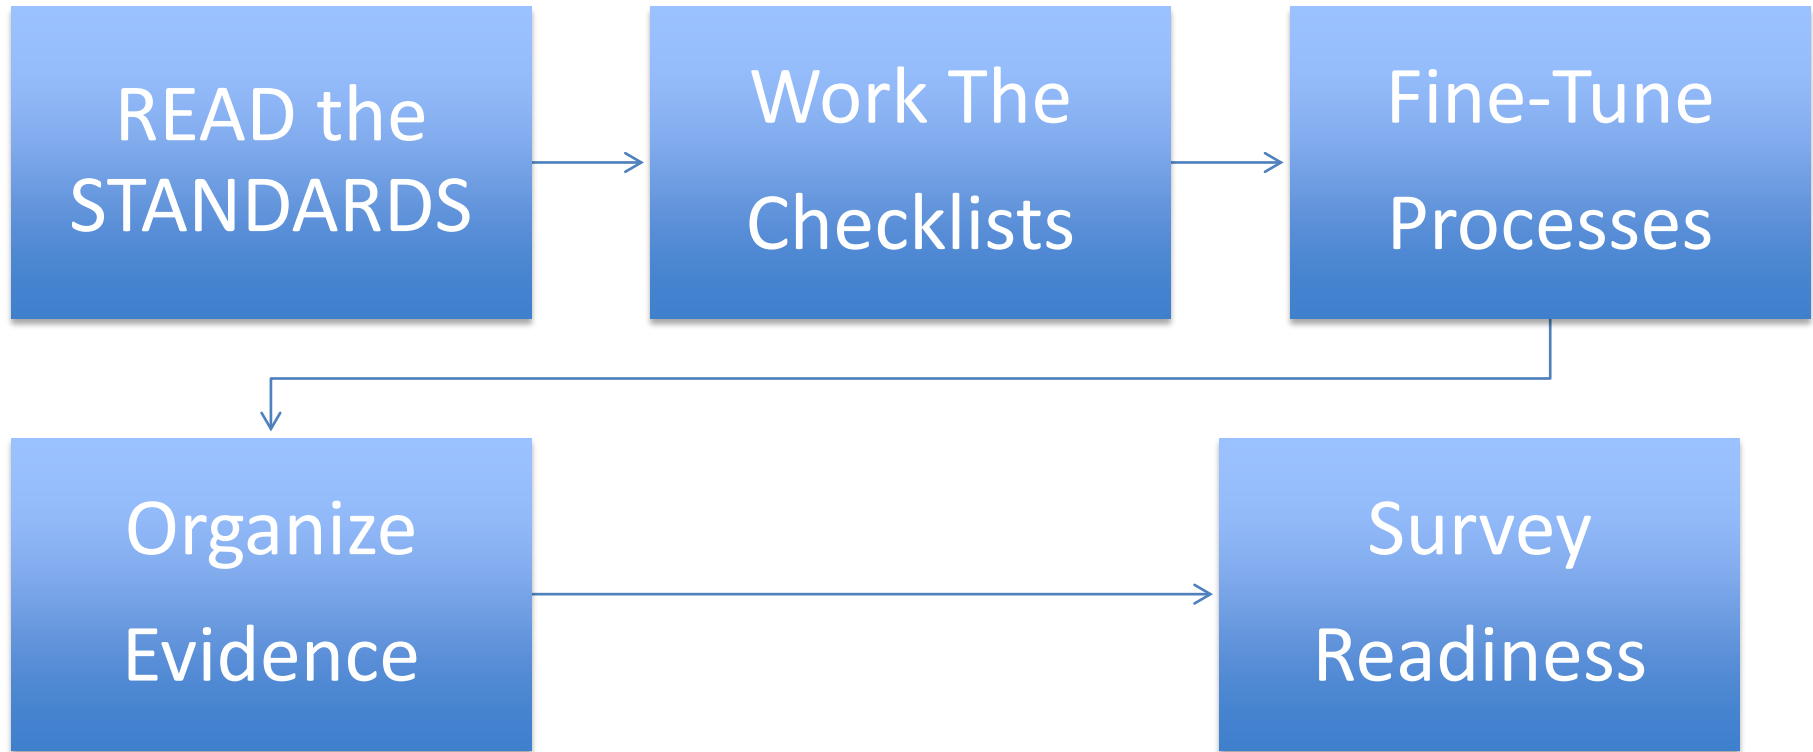 READ the
STANDARDS
Work The
Checklists
Fine-Tune
Processes
Organize
Evidence
Survey
Readiness